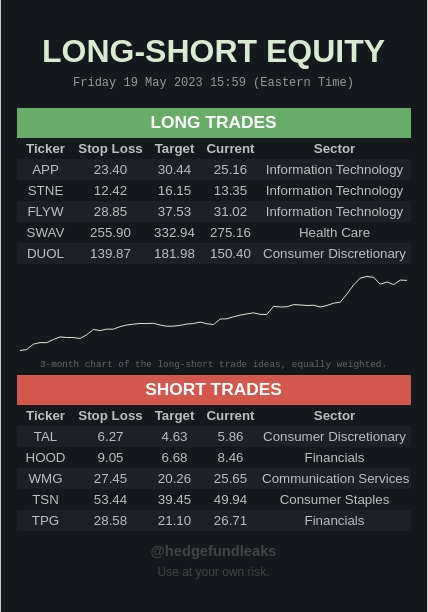 LONG-SHORT EQUITY
Friday 19 May 2023 15:59 (Eastern Time)
LONG TRADES
Ticker Stop Loss Target Current Sector
APP 23.40 30.44 25.16 Information Technology
STNE 12.42 16.15 13.35 Information Technology
FLYW 28.85 37.53 31.02 Information Technology
SWAV 255.90 332.94 275.16 Health Care
DUOL 139.87 181.98 150.40 Consumer Discretionary
3-month chart of the long-short trade ideas, equally weighted.
SHORT TRADES
Ticker Stop Loss Target Current Sector
TAL 6.27 4.63 5.86 Consumer Discretionary
HOOD 9.05 6.68 8.46 Financials
WMG 27.45 20.26 25.65 Communication Services
TSN 53.44 39.45 49.94 Consumer Staples
TPG 28.58 21.10 26.71 Financials
@hedgefundleaks
Use at your own risk.